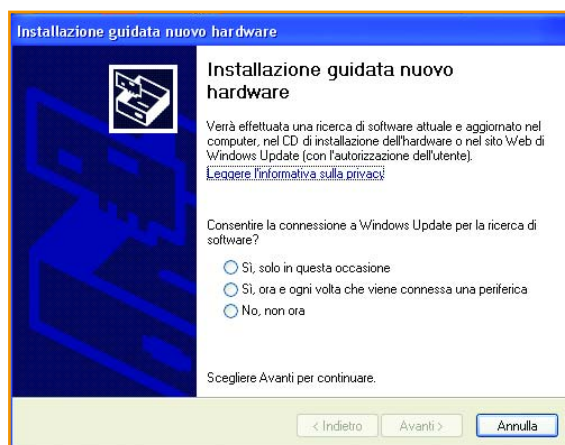 Installazione guidata nuovo hardware
Installazione guidata nuovo
hardware
Verrà effettuata una ricerca di software attuale e aggiornato nel
computer, nel CD di installazione dell'hardware o nel sito Web di
Windows Update (con l'autorizzazione dell'utente).
Leggere l'informativa sulla privacy
Consentire la connessione a Windows Update per la ricerca di
software?
Sì, solo in questa occasione
Sì, ora e ogni volta che viene connessa una periferica
No, non ora
Scegliere Avanti per continuare.
< Indietro Avanti > Annulla